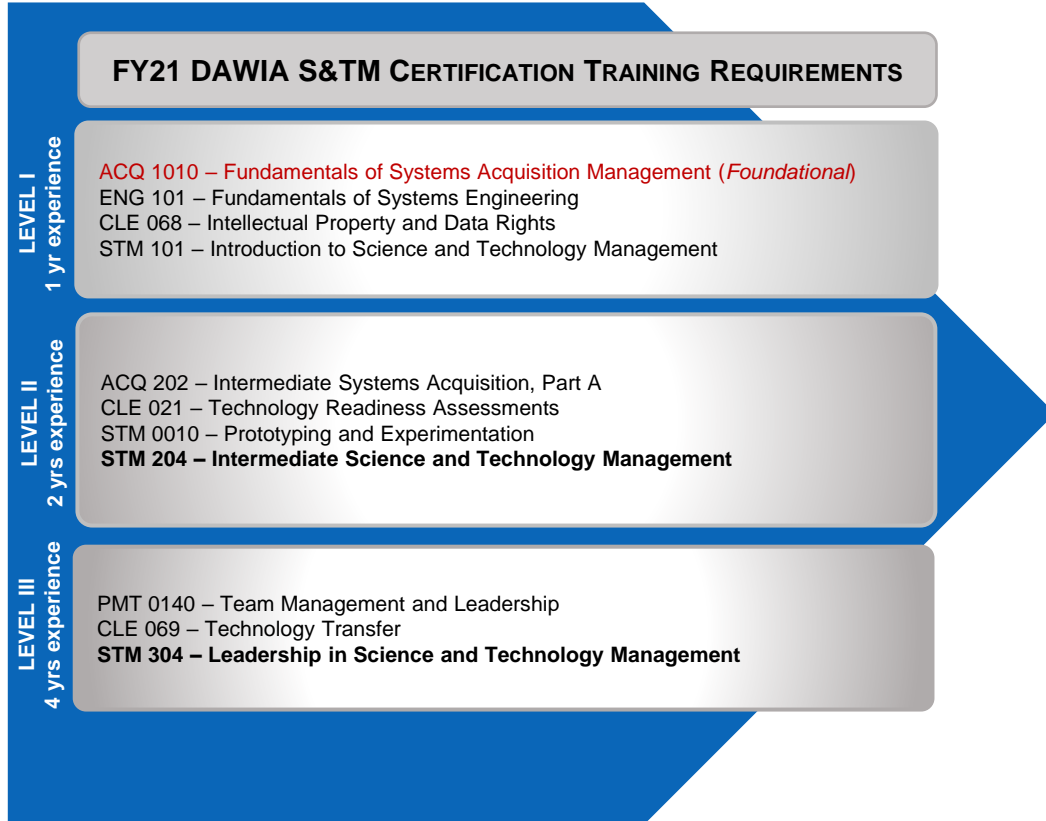 FY21 DAWIA S&TM CERTIFICATION TRAINING REQUIREMENTS
LEVEL I
1 yr experience
ACQ 1010 – Fundamentals of Systems Acquisition Management (Foundational)
ENG 101 – Fundamentals of Systems Engineering
CLE 068 – Intellectual Property and Data Rights
STM 101 – Introduction to Science and Technology Management
LEVEL II
2 yrs experience
ACQ 202 – Intermediate Systems Acquisition, Part A
CLE 021 – Technology Readiness Assessments
STM 0010 – Prototyping and Experimentation
STM 204 – Intermediate Science and Technology Management
LEVEL III
4 yrs experience
PMT 0140 – Team Management and Leadership
CLE 069 – Technology Transfer
STM 304 – Leadership in Science and Technology Management